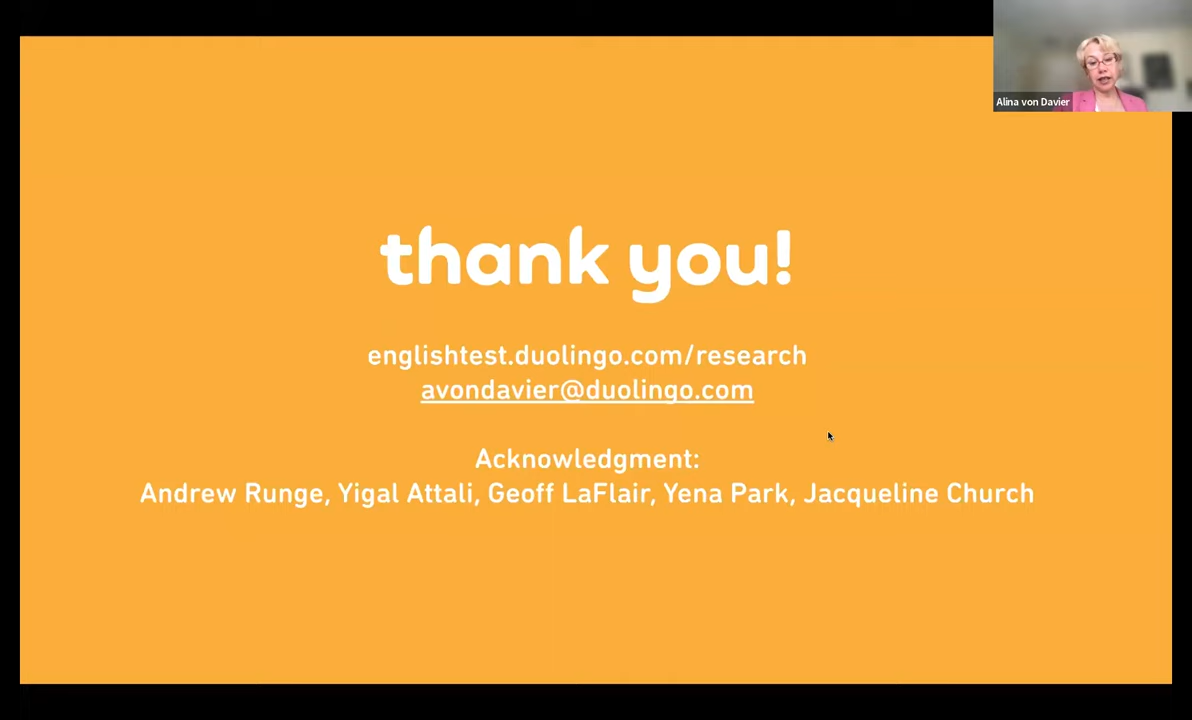 Alina von Davier
thank you!
englishtest.duolingo.com/research
avondavier@duolingo.com
Acknowledgment:
Andrew Runge, Yigal Attali, Geoff LaFlair, Yena Park, Jacqueline Church